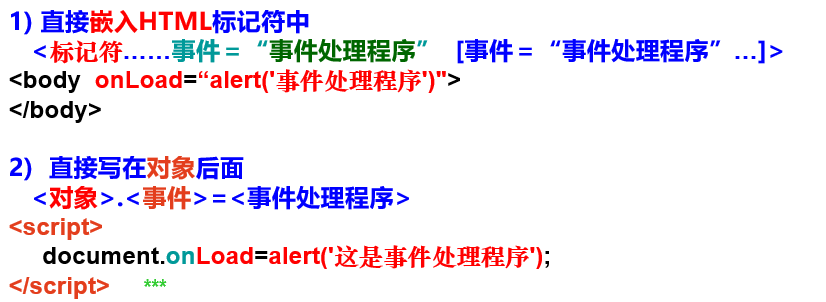 1) 直接嵌入HTML标记符中
<标记符……事件＝“事件处理程序” [事件＝“事件处理程序”…]>
<body onLoad=“alert('事件处理程序')">
</body>
2) 直接写在对象后面
<对象>.<事件>＝<事件处理程序>
<script>
document.onLoad=alert('这是事件处理程序');
</script> ***